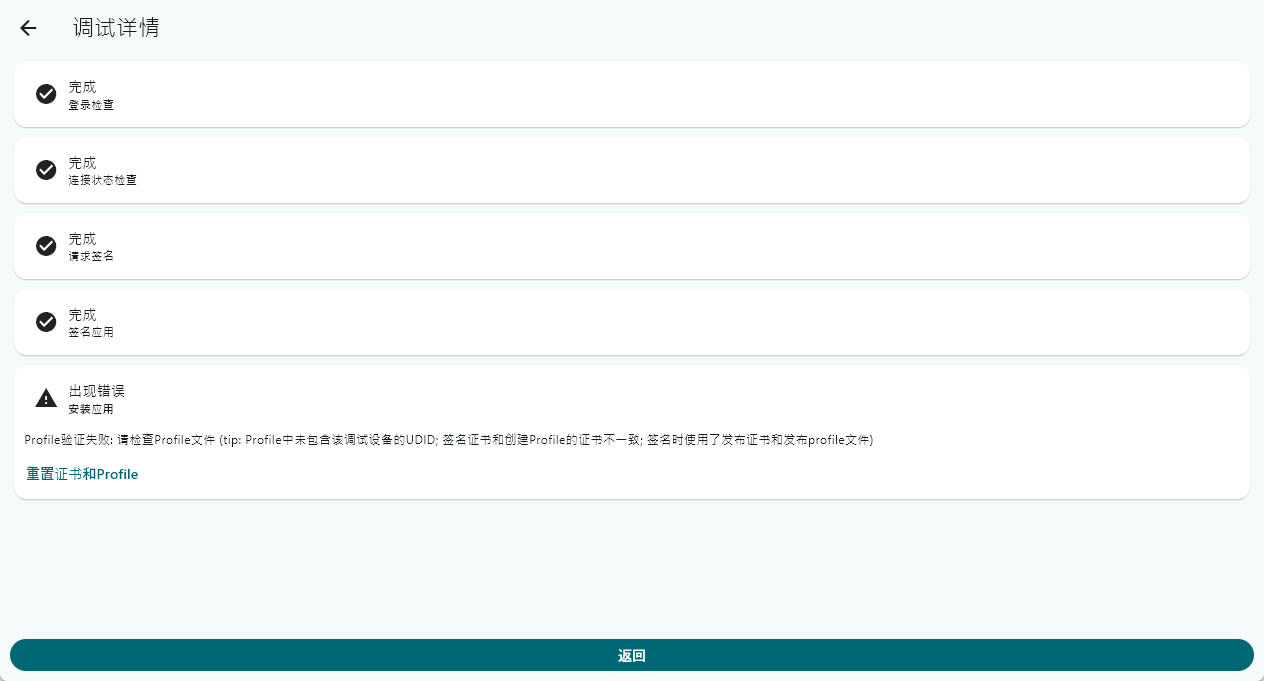 调试详情
完成
登录检查
完成
连接状态检查
完成
请求签名
完成
签名应用
出现错误
安装应用
Profile验证失败: 请检查Profile文件 (tip: Profile中未包含该调试设备的UDID; 签名证书和创建Profile的证书不一致; 签名时使用了发布证书和发布profile文件)
重置证书和Profile
返回